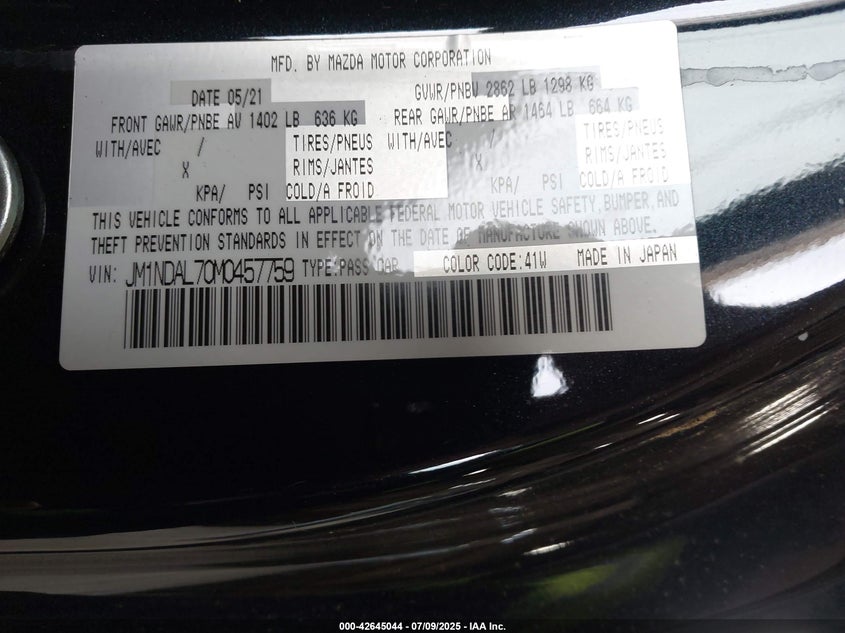 MFD. BY MAZDA MOTOR CORPORATION
DATE 05/21 GVWR/PNBV 2862 LB 1298 KG
FRONT GAWR/PNBE AV 1402 LB 636 KG REAR GAWR/PNBE AR 1464 LB 664 KG
WITH/AVEC / TIRES/PNEUS WITH/AVEC / TIRES/PNEUS
X RIMS/JANTES X RIMS/JANTES
KPA/ PSI COLD/A FROID KPA/ PSI COLD/A FROID
THIS VEHICLE CONFORMS TO ALL APPLICABLE FEDERAL MOTOR VEHICLE SAFETY, BUMPER, AND
THEFT PREVENTION STANDARDS IN EFFECT ON THE DATE OF MANUFACTURE SHOWN ABOVE.
VIN: JM1NDAL70M0457759 TYPE:PASS CAR COLOR CODE:41W MADE IN JAPAN
000-42645044 / 07/09/2025 - IAA Inc.